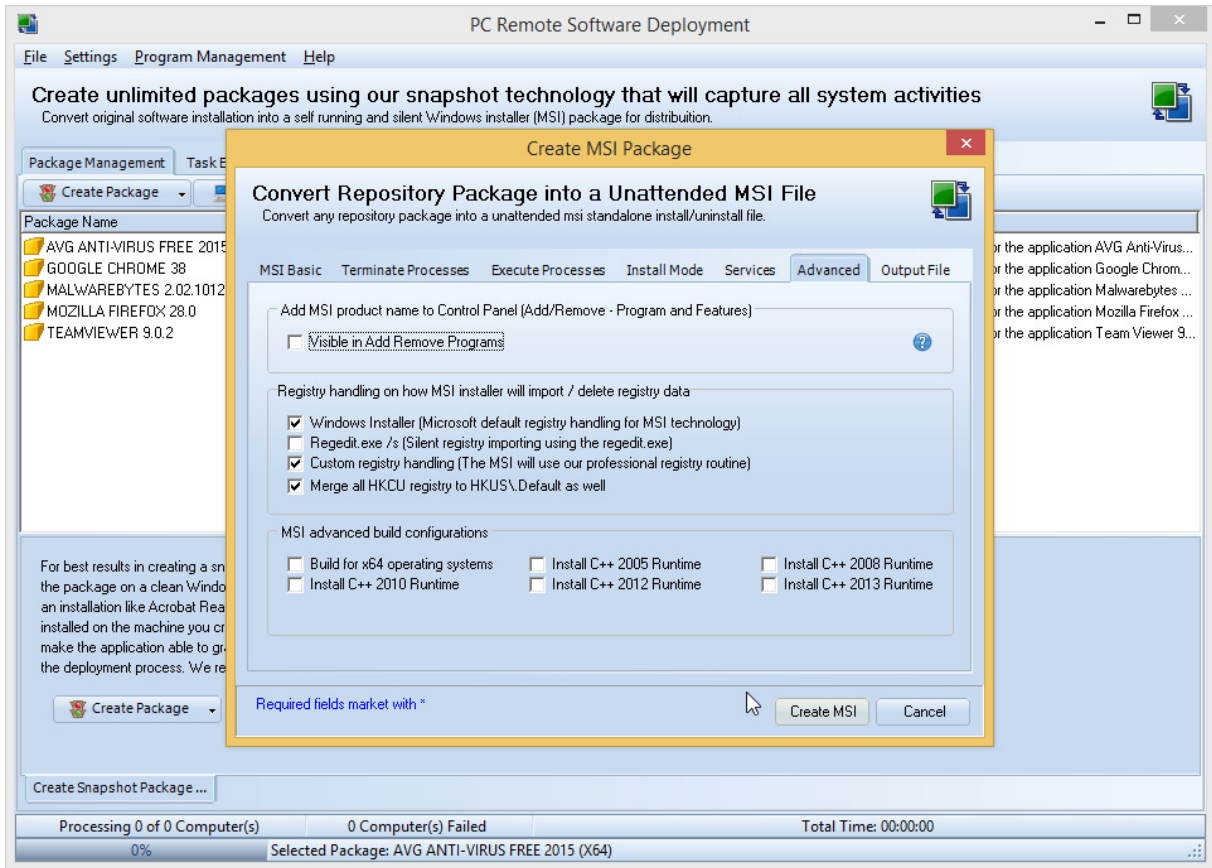 PC Remote Software Deployment
File Settings Program Management Help
Create unlimited packages using our snapshot technology that will capture all system activities
Convert original software installation into a self running and silent Windows installer (MSI) package for distribuition.
Package Management Task E
Create Package
Package Name
AVG ANTI-VIRUS FREE 2015
GOOGLE CHROME 38
MALWAREBYTES 2.02.1012
MOZILLA FIREFOX 28.0
TEAMVIEWER 9.0.2
or the application AVG Anti-Virus...
or the application Google Chrom...
or the application Malwarebytes ...
or the application Mozilla Firefox ...
or the application Team Viewer 9...
Create MSI Package
Convert Repository Package into a Unattended MSI File
Convert any repository package into a unattended msi standalone install/uninstall file.
MSI Basic Terminate Processes Execute Processes Install Mode Services Advanced Output File
Add MSI product name to Control Panel (Add/Remove - Program and Features)
Visible in Add Remove Programs
Registry handling on how MSI installer will import / delete registry data
Windows Installer (Microsoft default registry handling for MSI technology)
Regedit.exe /s (Silent registry importing using the regedit.exe)
Custom registry handling (The MSI will use our professional registry routine)
Merge all HKCU registry to HKUS\.Default as well
MSI advanced build configurations
Build for x64 operating systems Install C++ 2005 Runtime Install C++ 2008 Runtime
Install C++ 2010 Runtime Install C++ 2012 Runtime Install C++ 2013 Runtime
Required fields market with *
Create MSI Cancel
For best results in creating a sn
the package on a clean Windo
an installation like Acrobat Rea
installed on the machine you cr
make the application able to gr
the deployment process. We re
Create Package
Create Snapshot Package ...
Processing 0 of 0 Computer(s) 0 Computer(s) Failed Total Time: 00:00:00
0% Selected Package: AVG ANTI-VIRUS FREE 2015 (X64)